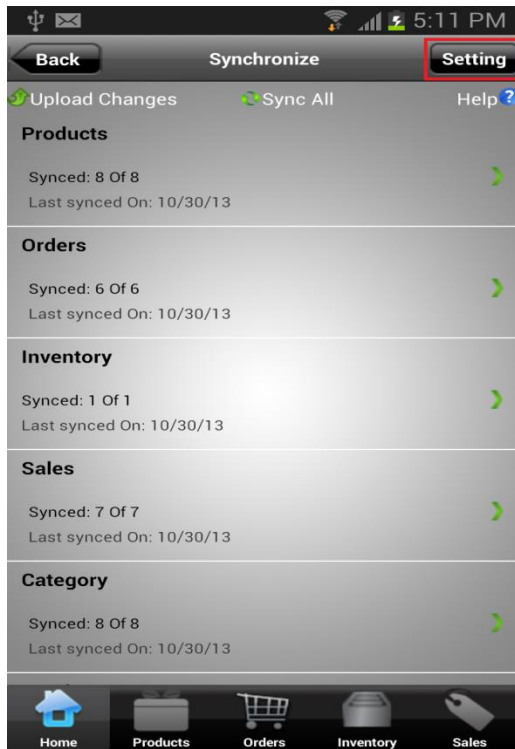 5:11 PM
Back Synchronize Setting
Upload Changes Sync All Help ?
Products
Synced: 8 Of 8
Last synced On: 10/30/13
Orders
Synced: 6 Of 6
Last synced On: 10/30/13
Inventory
Synced: 1 Of 1
Last synced On: 10/30/13
Sales
Synced: 7 Of 7
Last synced On: 10/30/13
Category
Synced: 8 Of 8
Last synced On: 10/30/13
Home Products Orders Inventory Sales